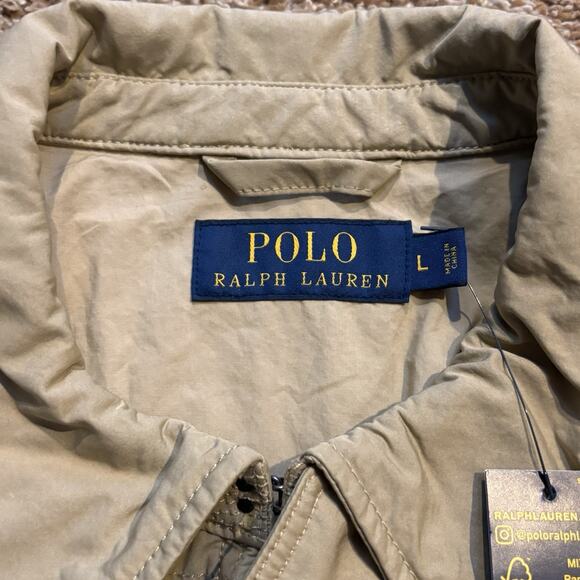 POLO
RALPH LAUREN
L
MADE IN
CHINA
RALPHLAUREN.
@poloralphl